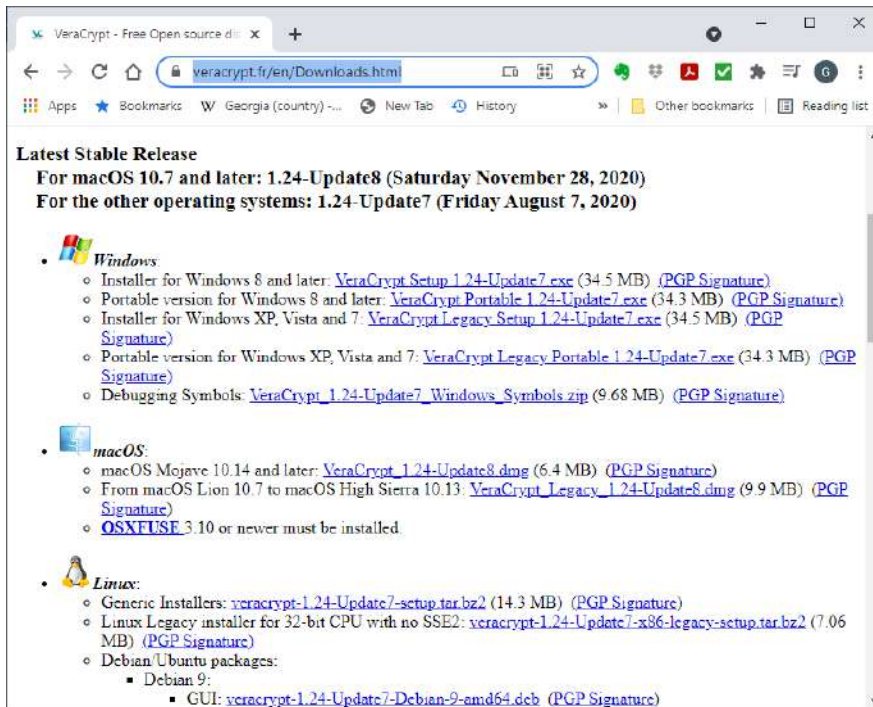 VeraCrypt - Free Open source di
veracrypt.fr/en/Downloads.html
G
Apps Bookmarks W Georgia (country) -... New Tab History » Other bookmarks Reading list
Latest Stable Release
For macOS 10.7 and later: 1.24-Update8 (Saturday November 28, 2020)
For the other operating systems: 1.24-Update7 (Friday August 7, 2020)
Windows:
Installer for Windows 8 and later: VeraCrypt Setup 1.24-Update7.exe (34.5 MB) (PGP Signature)
Portable version for Windows 8 and later: VeraCrypt Portable 1.24-Update7.exe (34.3 MB) (PGP Signature)
Installer for Windows XP, Vista and 7: VeraCrypt Legacy Setup 1.24-Update7.exe (34.5 MB) (PGP
Signature)
Portable version for Windows XP, Vista and 7: VeraCrypt Legacy Portable 1.24-Update7.exe (34.3 MB) (PGP
Signature)
Debugging Symbols: VeraCrypt_1.24-Update7_Windows_Symbols.zip (9.68 MB) (PGP Signature)
macOS:
macOS Mojave 10.14 and later: VeraCrypt_1.24-Update8.dmg (6.4 MB) (PGP Signature)
From macOS Lion 10.7 to macOS High Sierra 10.13: VeraCrypt_Legacy_1.24-Update8.dmg (9.9 MB) (PGP
Signature)
OSXFUSE 3.10 or newer must be installed.
Linux:
Generic Installers: veracrypt-1.24-Update7-setup.tar.bz2 (14.3 MB) (PGP Signature)
Linux Legacy installer for 32-bit CPU with no SSE2: veracrypt-1.24-Update7-x86-legacy-setup.tar.bz2 (7.06
MB) (PGP Signature)
Debian/Ubuntu packages:
Debian 9:
GUI: veracrypt-1.24-Update7-Debian-9-amd64.deb (PGP Signature)